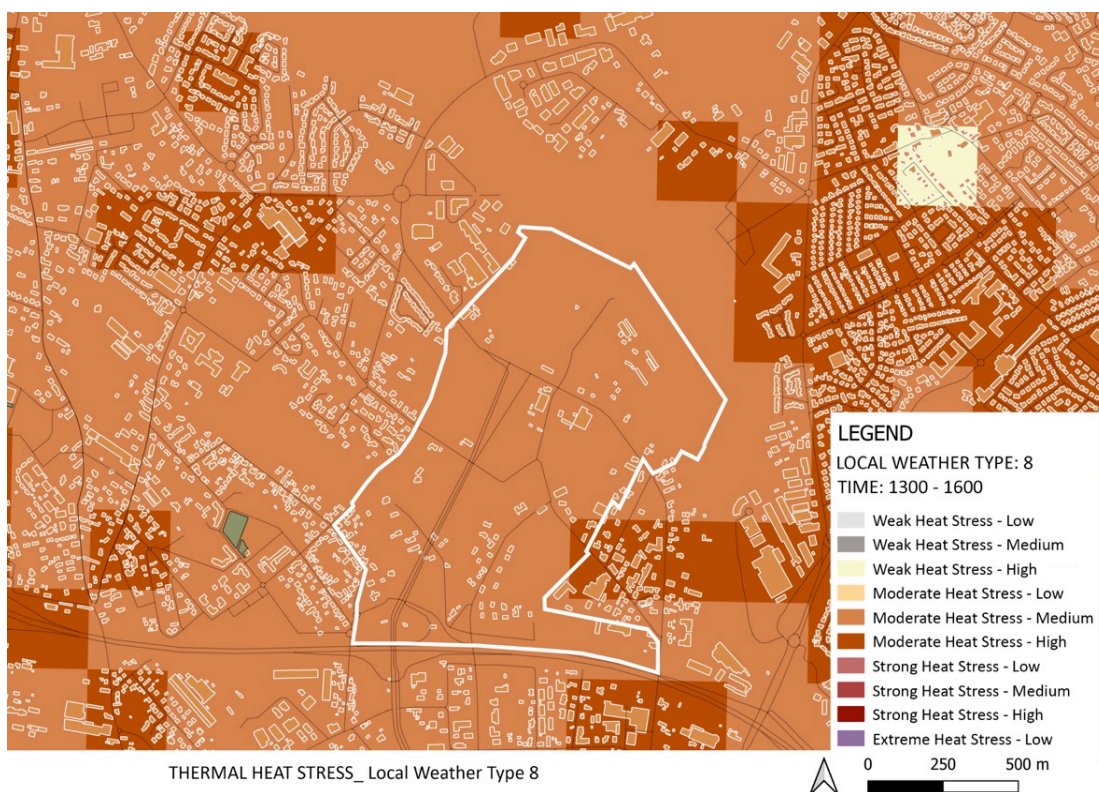 LEGEND
LOCAL WEATHER TYPE: 8
TIME: 1300 - 1600
Weak Heat Stress - Low
Weak Heat Stress - Medium
Weak Heat Stress - High
Moderate Heat Stress - Low
Moderate Heat Stress - Medium
Moderate Heat Stress - High
Strong Heat Stress - Low
Strong Heat Stress - Medium
Strong Heat Stress - High
Extreme Heat Stress - Low
THERMAL HEAT STRESS_ Local Weather Type 8
0 250 500 m